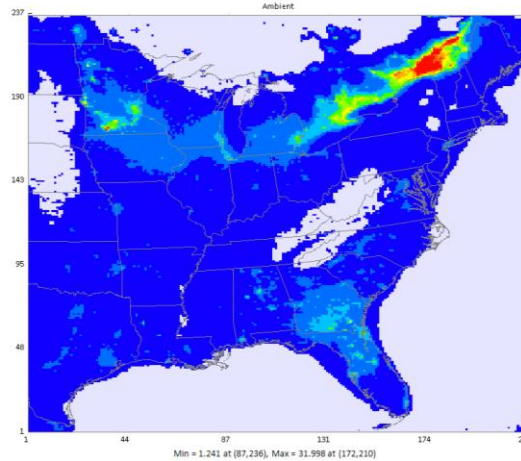 Ambient
237
190
143
95
48
1
1 44 87 131 174
Min = 1.241 at (87,236), Max = 31.998 at (172,210)